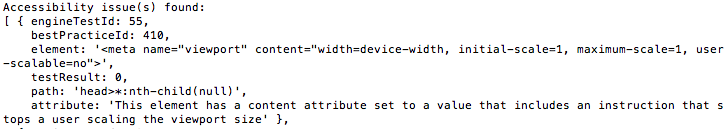 Accessibility issue(s) found:
[ { engineTestId: 55,
    bestPracticeId: 410,
    element: '<meta name="viewport" content="width=device-width, initial-scale=1, maximum-scale=1, user
-scalable=no">',
    testResult: 0,
    path: 'head>*:nth-child(null)',
    attribute: 'This element has a content attribute set to a value that includes an instruction that s
tops a user scaling the viewport size' },